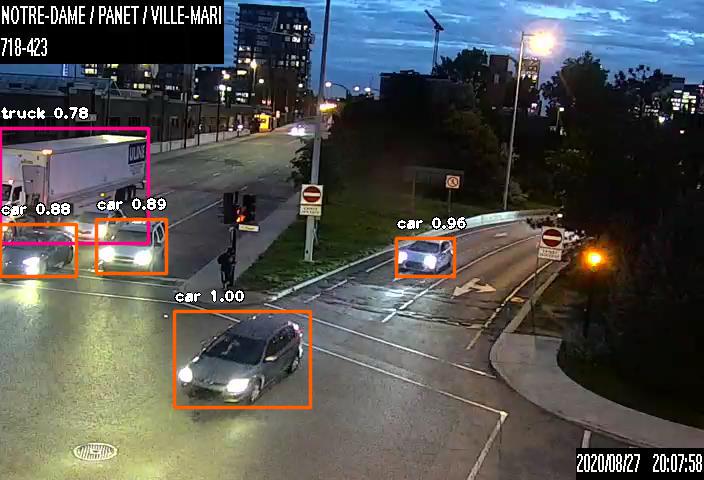 NOTRE-DAME / PANET / VILLE-MARI
718-423
truck 0.78
ULINE
car 0.88
car 0.89
car 0.96
car 1.00
2020/08/27 20:07:58